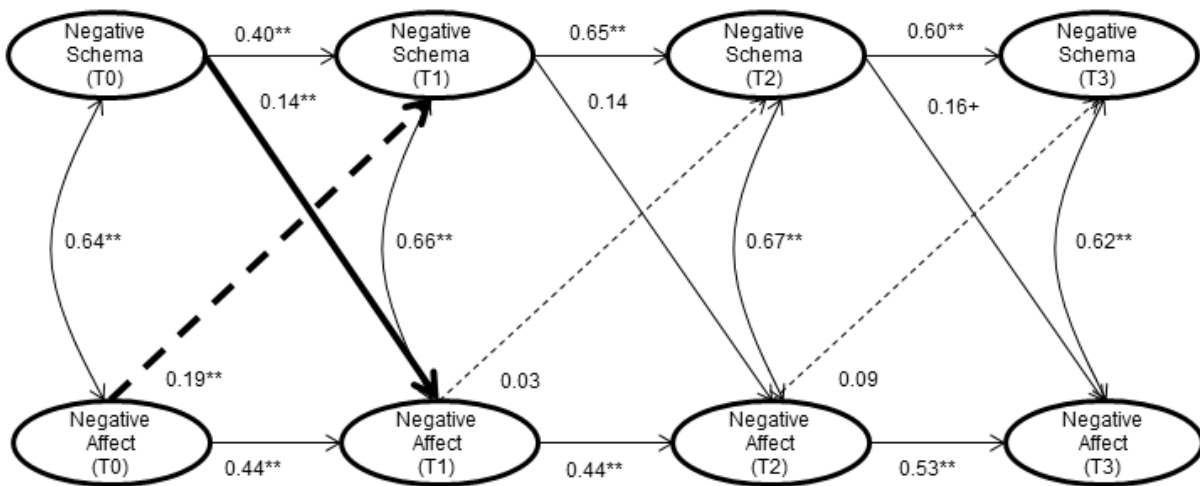 Negative
Schema
(T0)
0.40**
Negative
Schema
(T1)
0.65**
Negative
Schema
(T2)
0.60**
Negative
Schema
(T3)
0.14**
0.14
0.16+
0.64**
0.66**
0.67**
0.62**
0.19**
0.03
0.09
Negative
Affect
(T0)
0.44**
Negative
Affect
(T1)
0.44**
Negative
Affect
(T2)
0.53**
Negative
Affect
(T3)